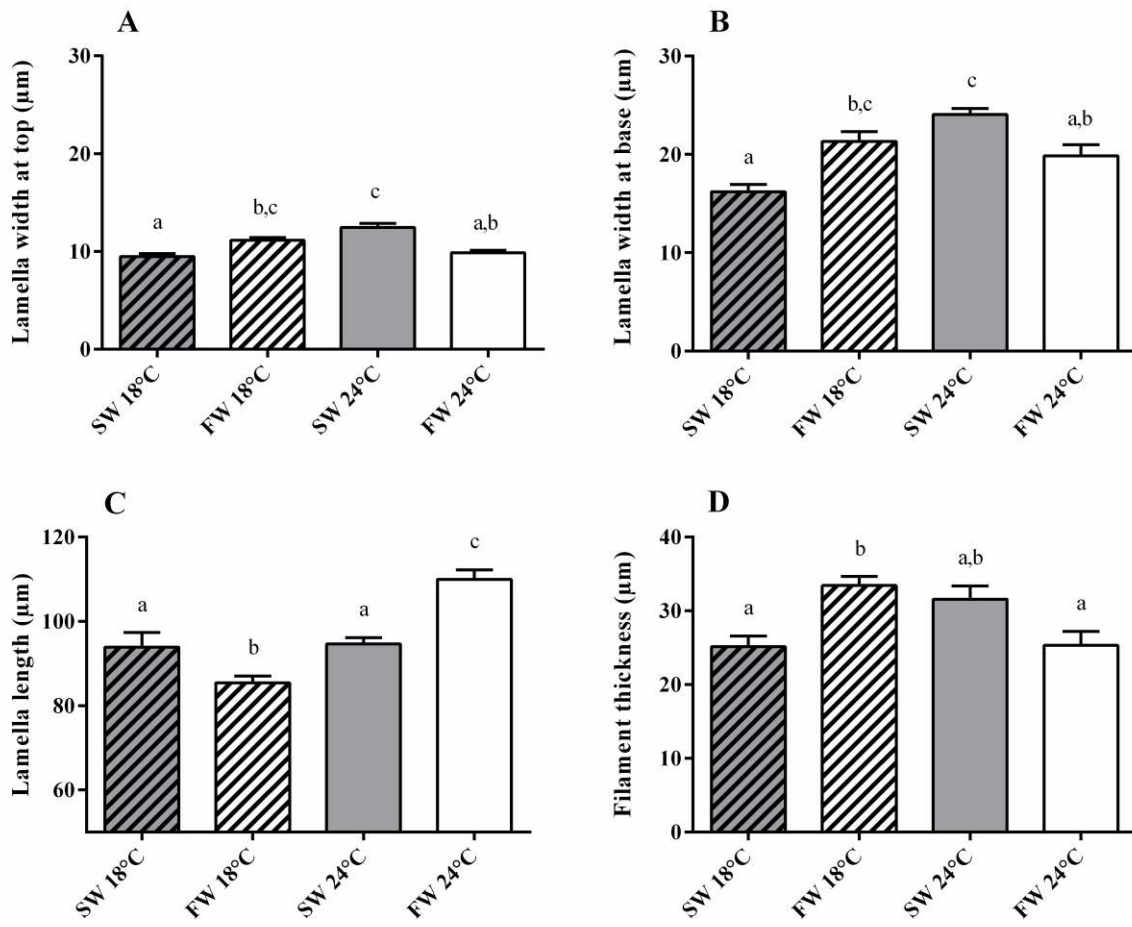 A
Lamella width at top (µm)
30
20
10
0
a
b,c
c
a,b
SW 18°C
FW 18°C
SW 24°C
FW 24°C
B
Lamella width at base (µm)
30
20
10
0
a
b,c
c
a,b
SW 18°C
FW 18°C
SW 24°C
FW 24°C
C
Lamella length (µm)
120
100
80
60
a
b
a
c
SW 18°C
FW 18°C
SW 24°C
FW 24°C
D
Filament thickness (µm)
40
30
20
10
0
a
b
a,b
a
SW 18°C
FW 18°C
SW 24°C
FW 24°C